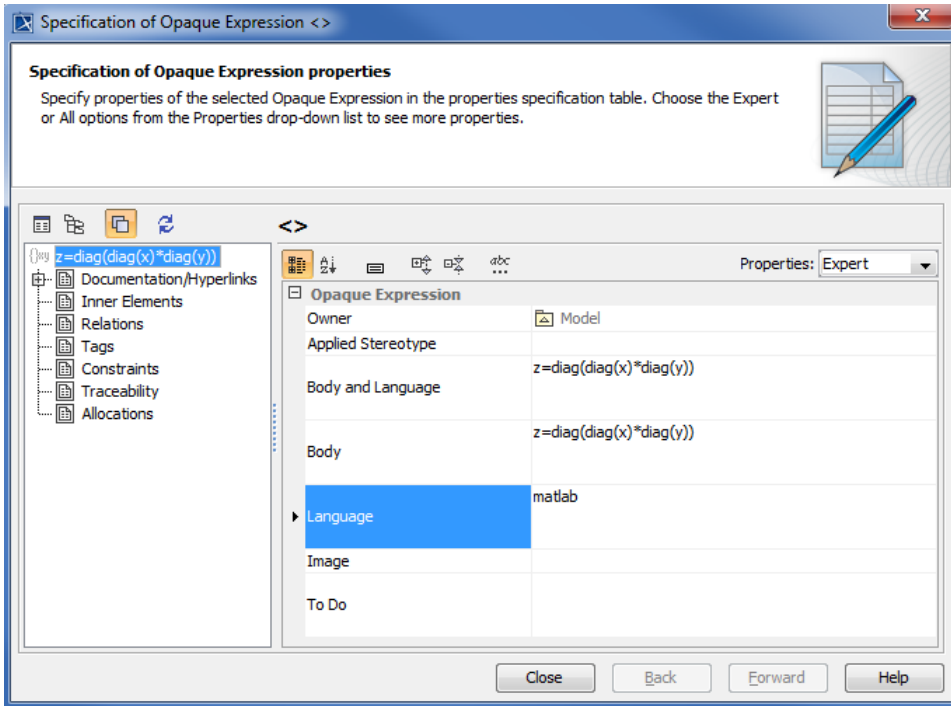 Specification of Opaque Expression <>
Specification of Opaque Expression properties
Specify properties of the selected Opaque Expression in the properties specification table. Choose the Expert
or All options from the Properties drop-down list to see more properties.
<>
z=diag(diag(x)*diag(y))
Documentation/Hyperlinks
Inner Elements
Relations
Tags
Constraints
Traceability
Allocations
Properties: Expert
Opaque Expression
Owner Model
Applied Stereotype
Body and Language z=diag(diag(x)*diag(y))
Body z=diag(diag(x)*diag(y))
Language matlab
Image
To Do
Close Back Forward Help